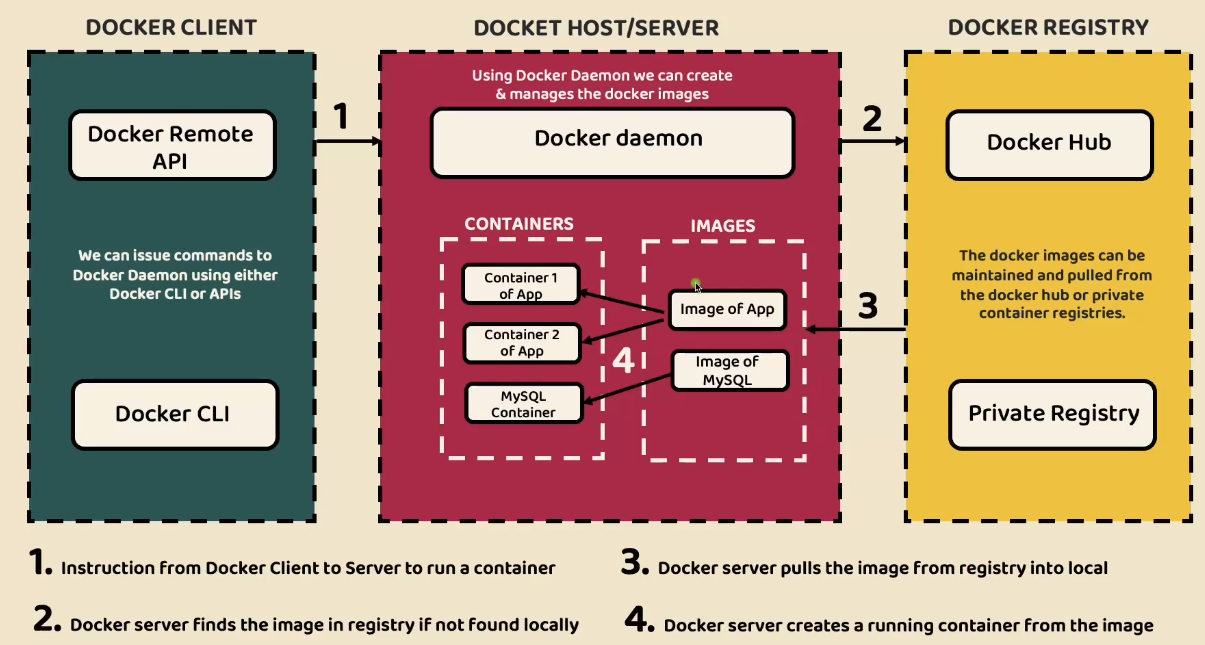 DOCKER CLIENT
DOCKET HOST/SERVER
DOCKER REGISTRY
Docker Remote
API
We can issue commands to
Docker Daemon using either
Docker CLI or APIs
Docker CLI
1
Using Docker Daemon we can create
& manages the docker images
Docker daemon
CONTAINERS
Container 1
of App
Container 2
of App
MySQL
Container
4
IMAGES
Image of App
Image of
MySQL
2
3
Docker Hub
The docker images can be
maintained and pulled from
the docker hub or private
container registries.
Private Registry
1. Instruction from Docker Client to Server to run a container
2. Docker server finds the image in registry if not found locally
3. Docker server pulls the image from registry into local
4. Docker server creates a running container from the image